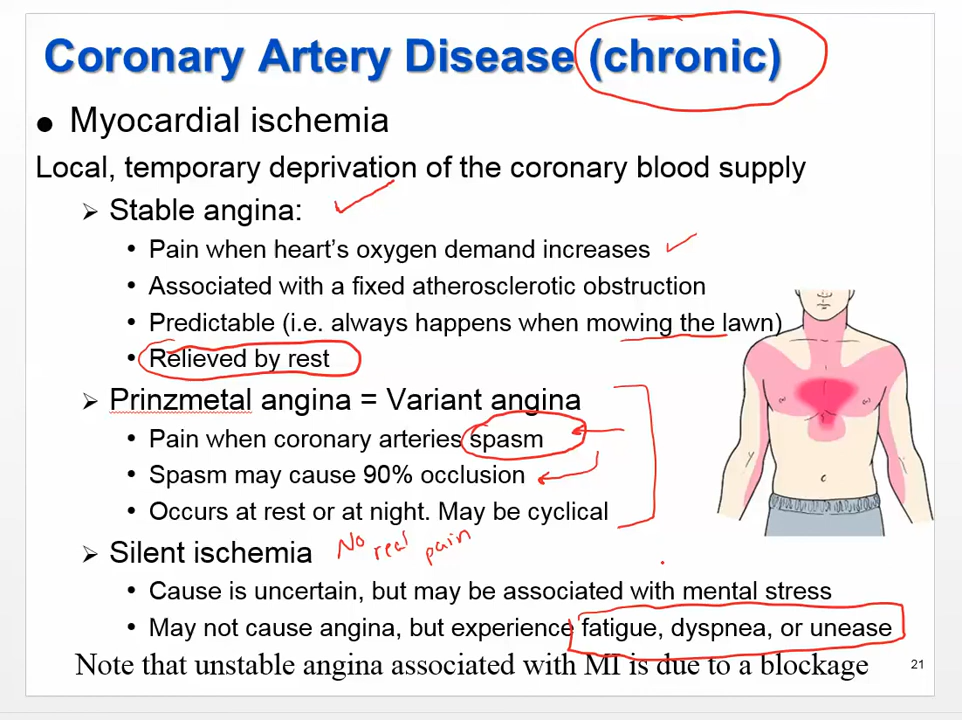 Coronary Artery Disease (chronic)
● Myocardial ischemia
Local, temporary deprivation of the coronary blood supply
➢ Stable angina:
• Pain when heart's oxygen demand increases
• Associated with a fixed atherosclerotic obstruction
• Predictable (i.e. always happens when mowing the lawn)
• Relieved by rest
➢ Prinzmetal angina = Variant angina
• Pain when coronary arteries spasm
• Spasm may cause 90% occlusion
• Occurs at rest or at night. May be cyclical
➢ Silent ischemia No real pain
• Cause is uncertain, but may be associated with mental stress
• May not cause angina, but experience fatigue, dyspnea, or unease
Note that unstable angina associated with MI is due to a blockage
21